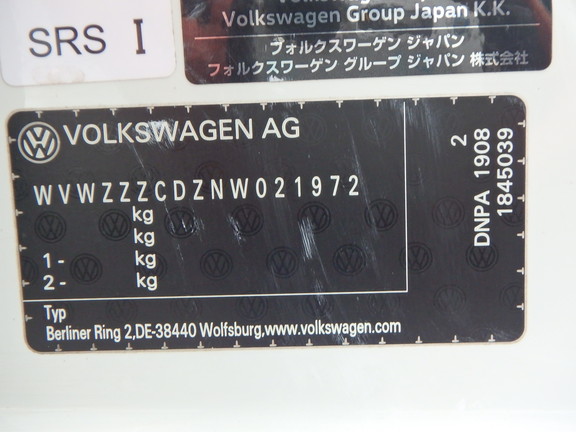 SRS I
Volkswagen Group Japan K.K.
フォルクスワーゲン ジャパン
フォルクスワーゲン グループ ジャパン 株式会社
VOLKSWAGEN AG
WVWZZZCDZNW021972
kg
kg
1 - kg
2 - kg
Typ
Berliner Ring 2,DE-38440 Wolfsburg,www.volkswagen.com
2
DNPA 1908
1845039